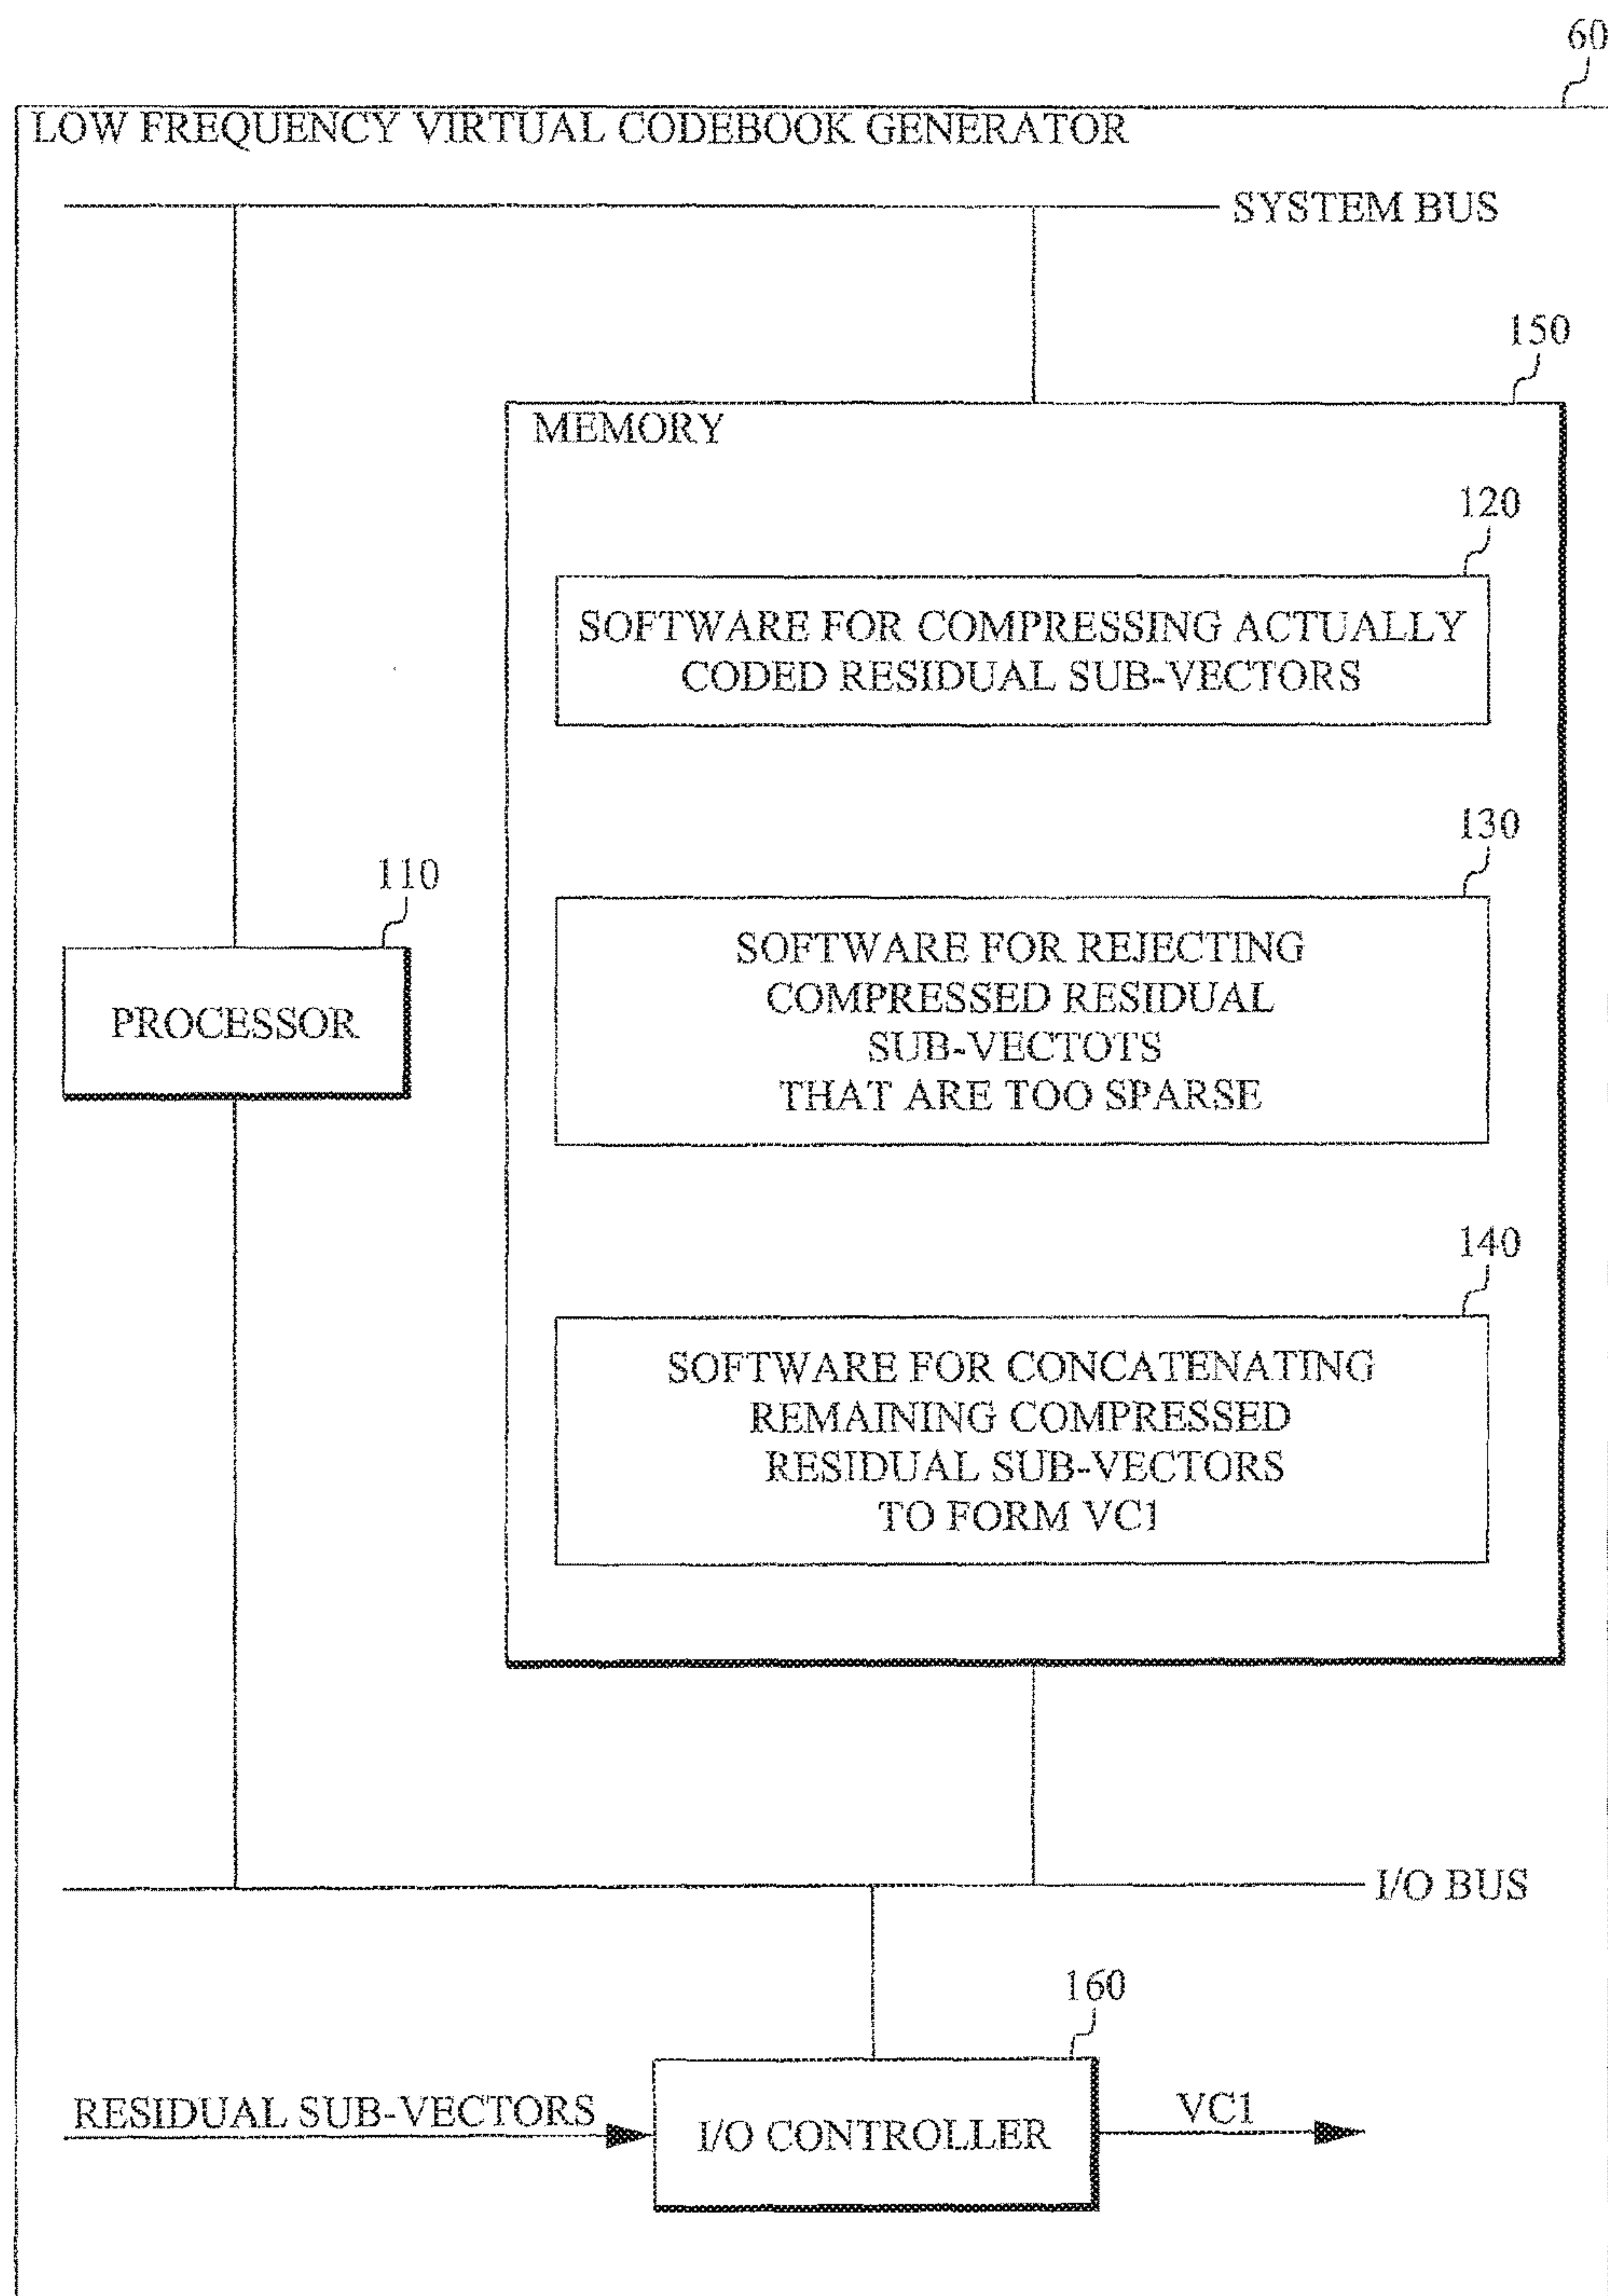 60
LOW FREQUENCY VIRTUAL CODEBOOK GENERATOR
SYSTEM BUS
150
MEMORY
120
SOFTWARE FOR COMPRESSING ACTUALLY
CODED RESIDUAL SUB-VECTORS
130
SOFTWARE FOR REJECTING
COMPRESSED RESIDUAL
SUB-VECTOTS
THAT ARE TOO SPARSE
110
PROCESSOR
140
SOFTWARE FOR CONCATENATING
REMAINING COMPRESSED
RESIDUAL SUB-VECTORS
TO FORM VC1
I/O BUS
160
RESIDUAL SUB-VECTORS
I/O CONTROLLER
VC1